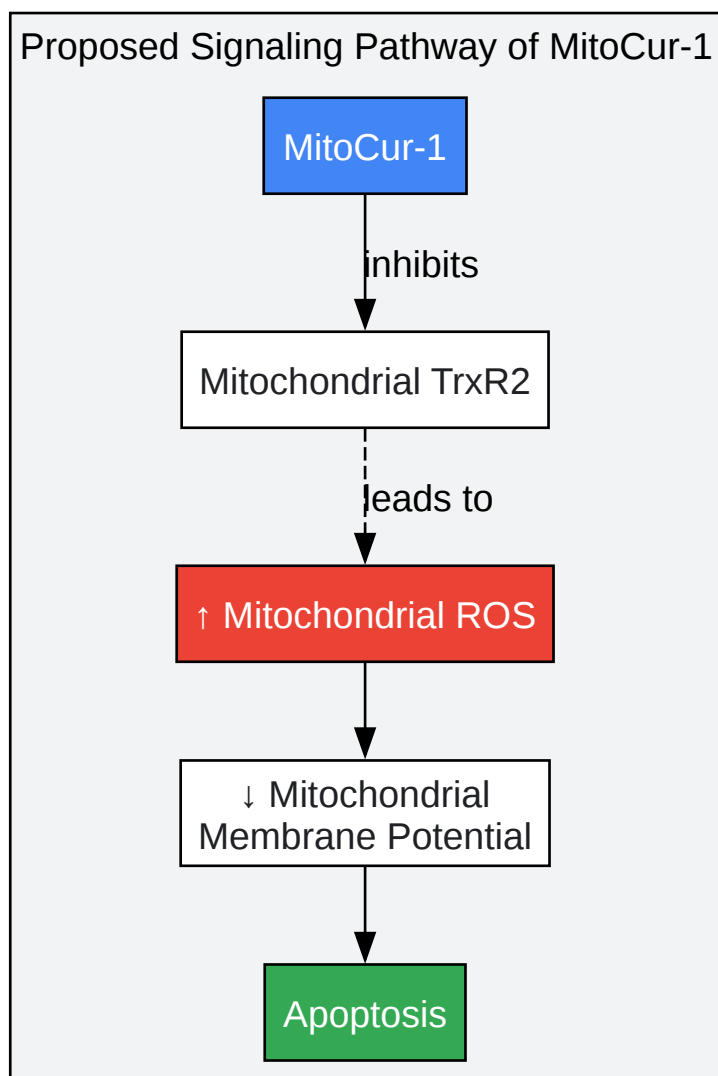 Proposed Signaling Pathway of MitoCur-1
MitoCur-1
inhibits
Mitochondrial TrxR2
leads to
↑ Mitochondrial ROS
↓ Mitochondrial
Membrane Potential
Apoptosis